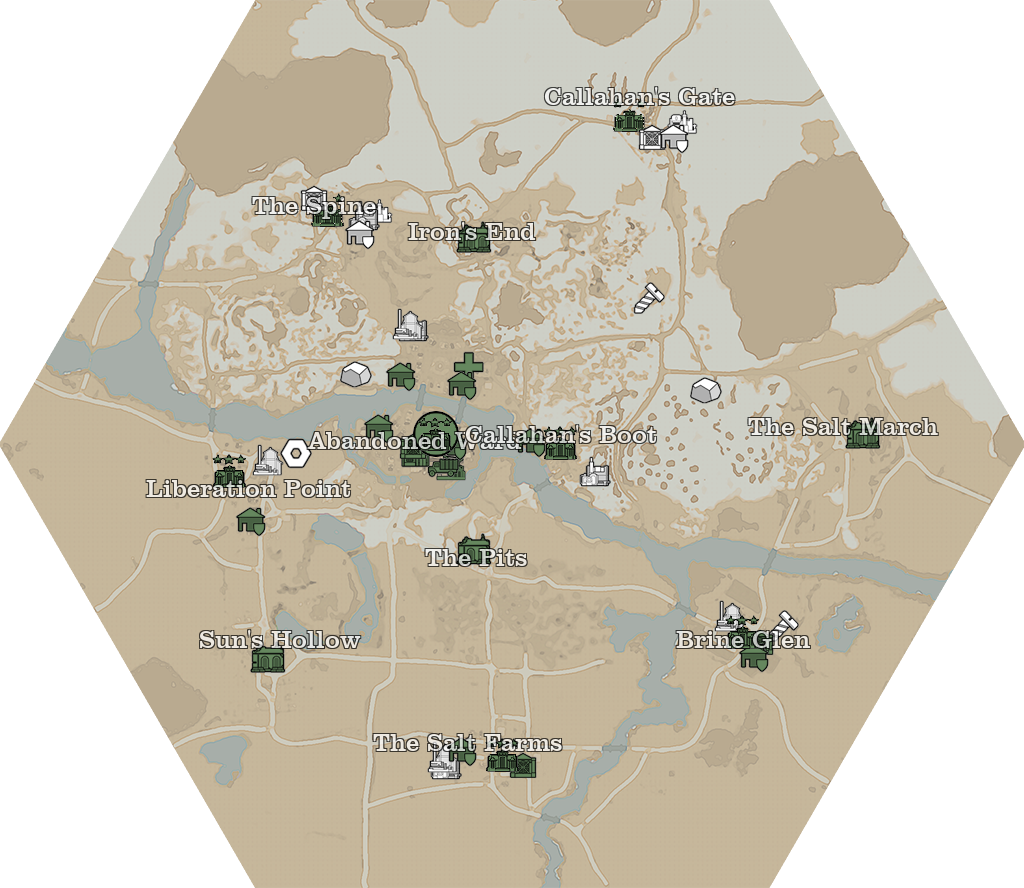 Callahan's Gate
The Spine
Iron's End
The Salt March
Abandoned Ward
Callahan's Boot
Liberation Point
The Pits
Sun's Hollow
Brine Glen
The Salt Farms